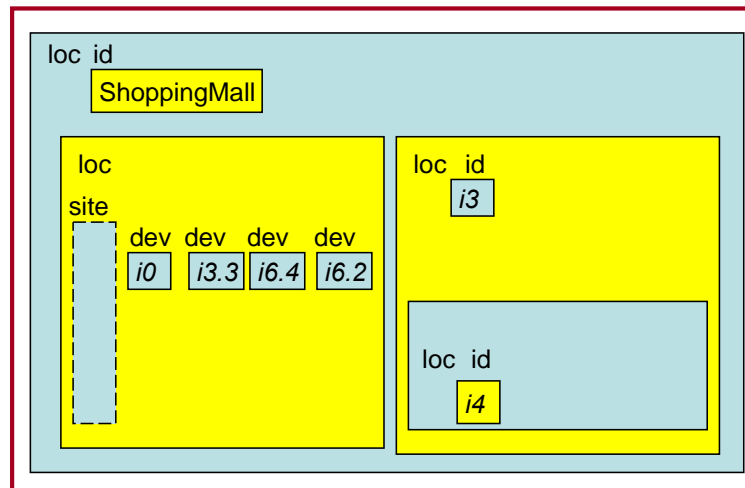 loc id
ShoppingMall
loc
site
dev dev dev dev
i0 i3.3 i6.4 i6.2
loc id
i3
loc id
i4